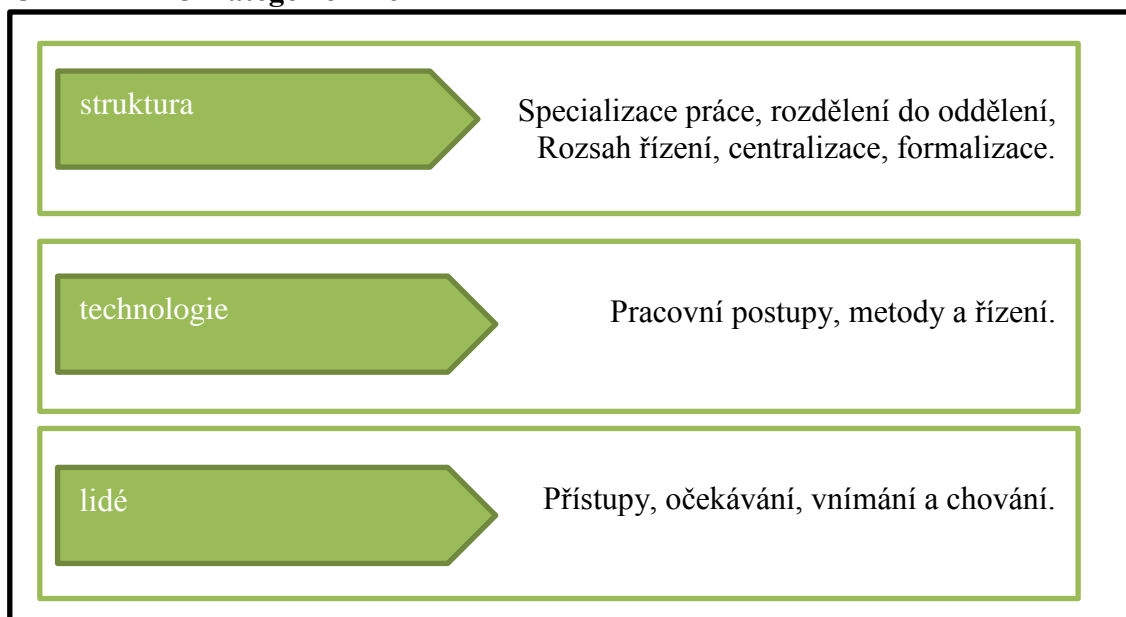 struktura
Specializace práce, rozdělení do oddělení,
Rozsah řízení, centralizace, formalizace.
technologie
Pracovní postupy, metody a řízení.
lidé
Přístupy, očekávání, vnímání a chování.